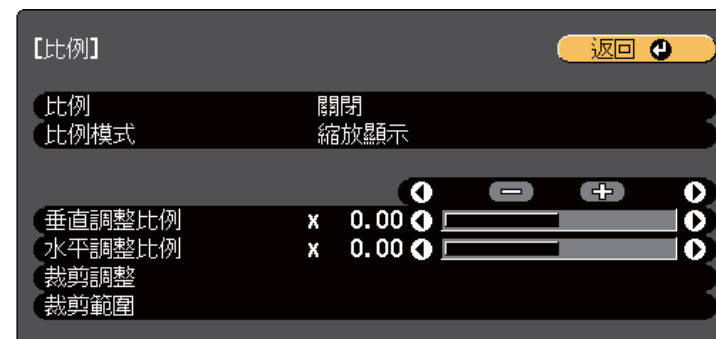 【比例】
返回
比例 關閉
比例模式 縮放顯示
− +
垂直調整比例 x 0.00
水平調整比例 x 0.00
裁剪調整
裁剪範圍